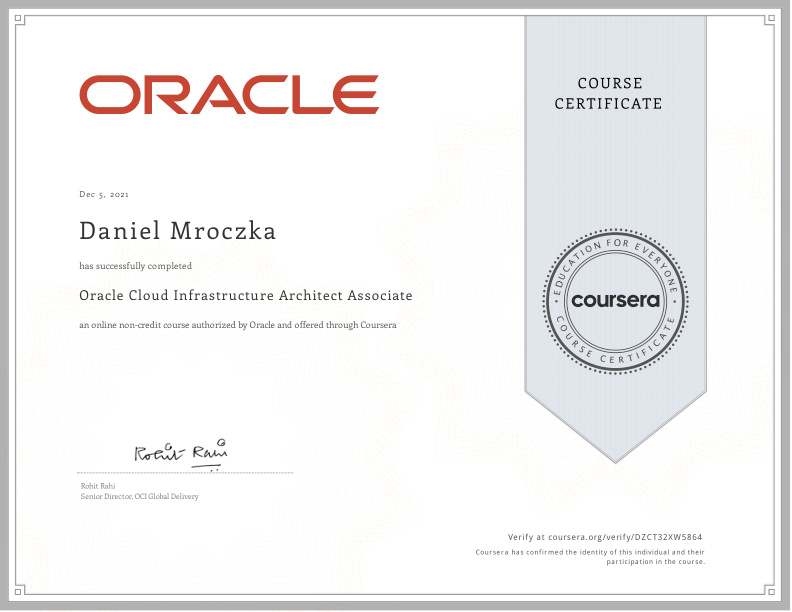 ORACLE
COURSE
CERTIFICATE
Dec 5, 2021
Daniel Mroczka
has successfully completed
Oracle Cloud Infrastructure Architect Associate
an online non-credit course authorized by Oracle and offered through Coursera
EDUCATION FOR EVERYONE
coursera
COURSE CERTIFICATE
Rohit Rahi
Rohit Rahi
Senior Director, OCI Global Delivery
Verify at coursera.org/verify/DZCT32XW5864
Coursera has confirmed the identity of this individual and their
participation in the course.